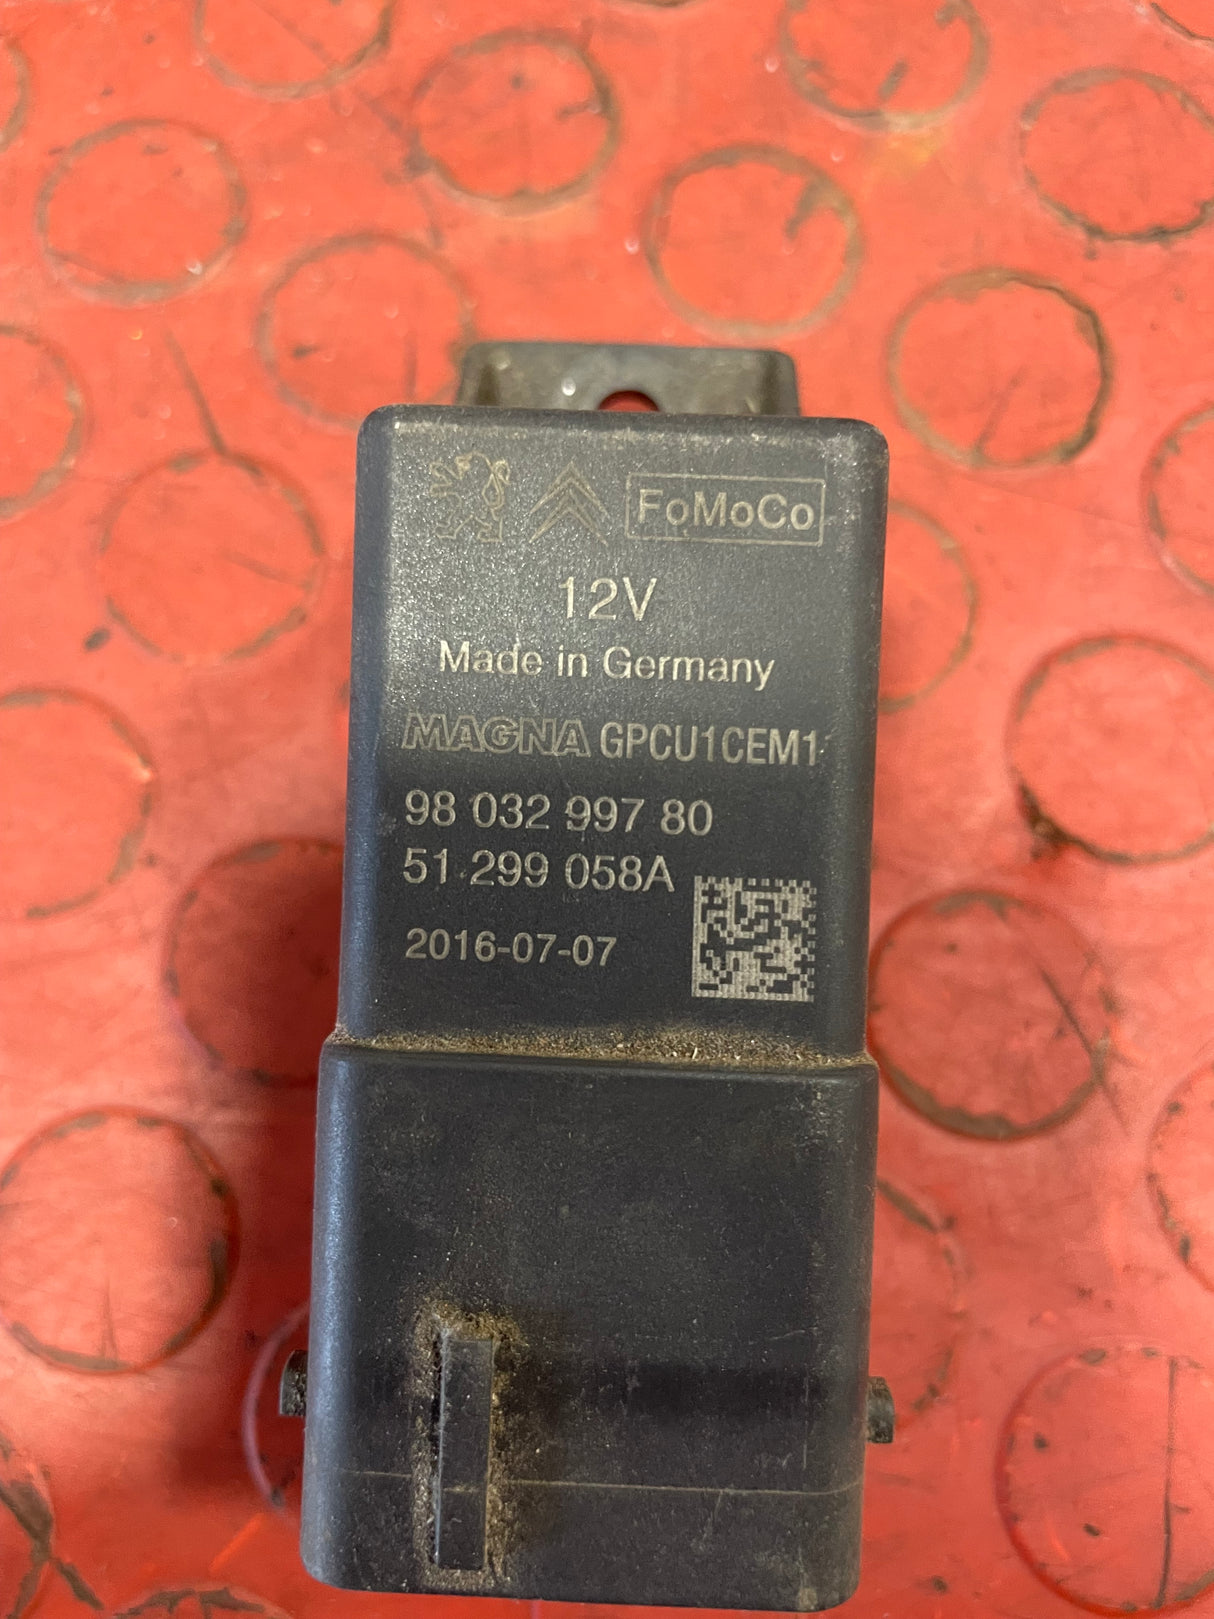 FoMoCo
12V
Made in Germany
MAGNA GPCU1CEM1
98 032 997 80
51 299 058A
2016-07-07